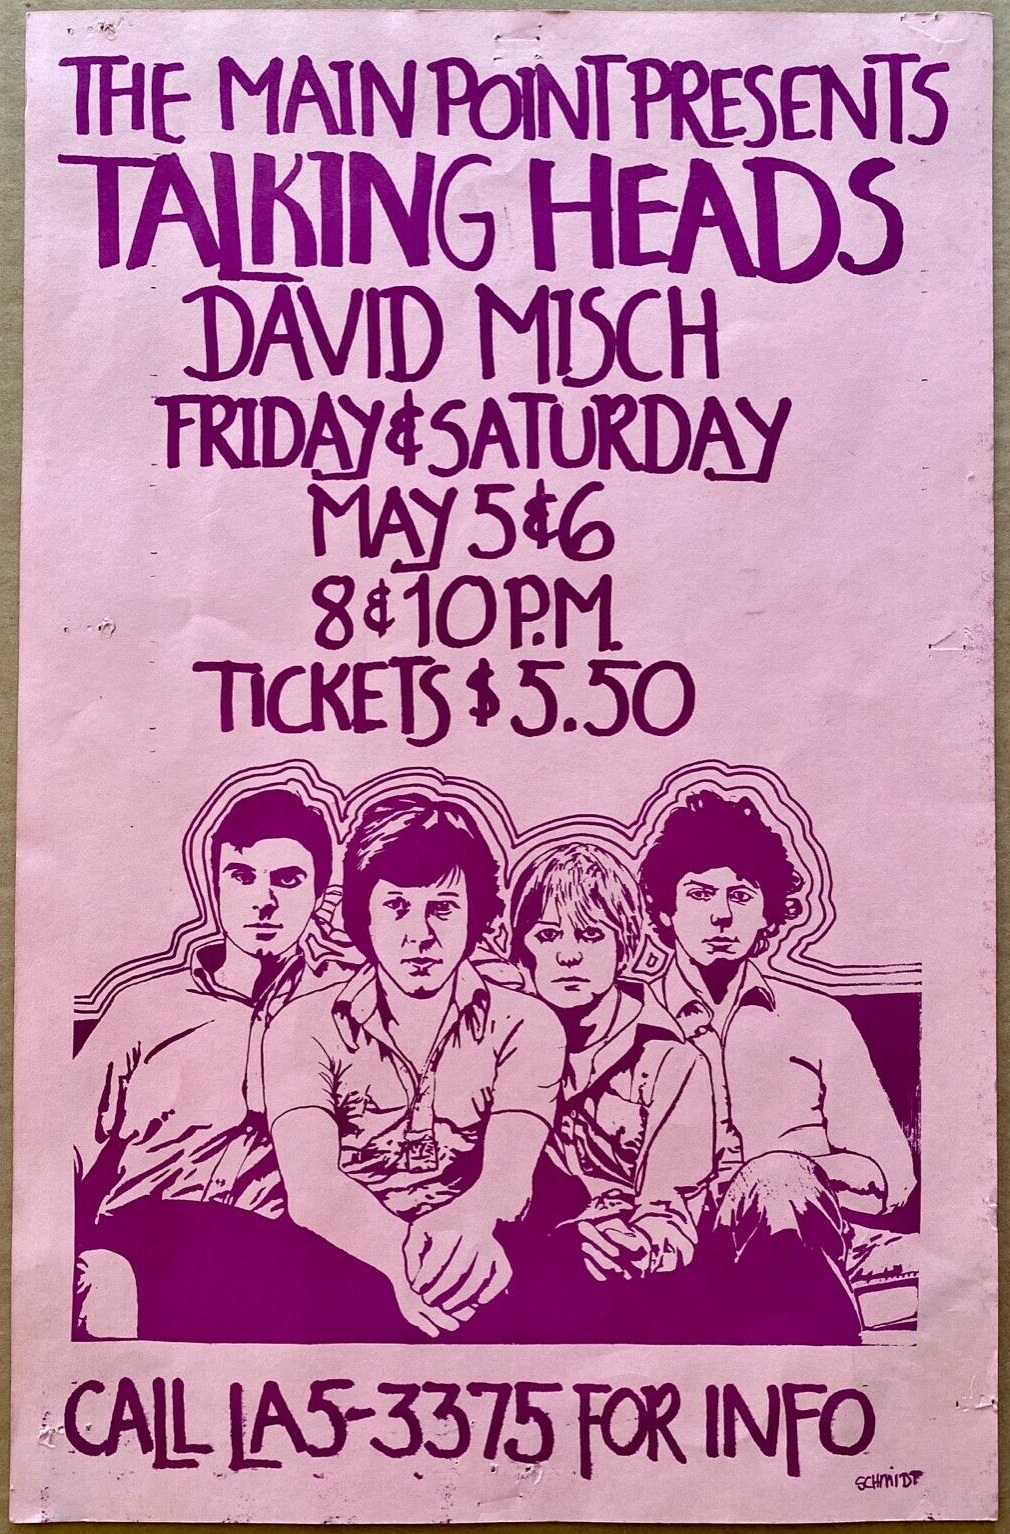 THE MAIN POINT PRESENTS
TALKING HEADS
DAVID MISCH
FRIDAY & SATURDAY
MAY 5 & 6
8 & 10 P.M.
TICKETS $5.50
CALL LA5-3375 FOR INFO
SCHMIDT